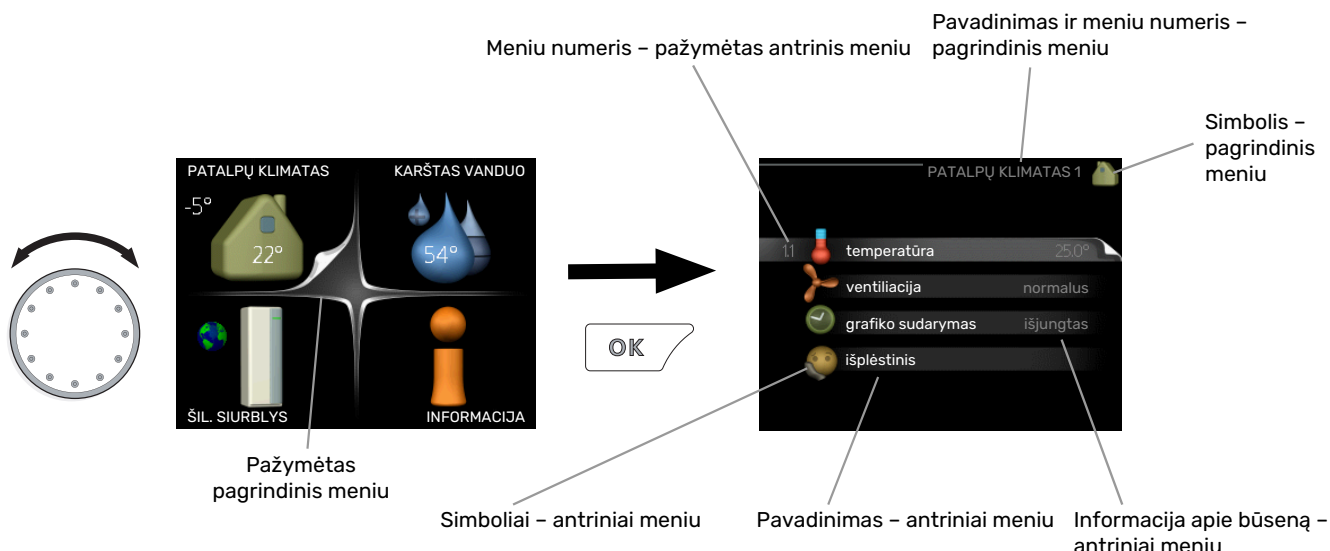 Pavadinimas ir meniu numeris –
pagrindinis meniu
Meniu numeris – pažymėtas antrinis meniu
Simbolis –
pagrindinis
meniu
PATALPŲ KLIMATAS
KARŠTAS VANDUO
-5°
22°
54°
ŠIL. SIURBLYS
INFORMACIJA
OK
PATALPŲ KLIMATAS 1
1.1 temperatūra 25.0°
ventiliacija normalus
grafiko sudarymas išjungtas
išplėstinis
Pažymėtas
pagrindinis meniu
Simboliai – antriniai meniu
Pavadinimas – antriniai meniu
Informacija apie būseną –
antriniai meniu